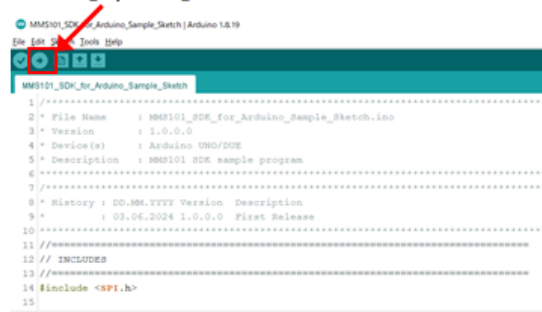 MMS101_SDK_for_Arduino_Sample_Sketch | Arduino 1.8.19
File Edit Sketch Tools Help
MMS101_SDK_for_Arduino_Sample_Sketch
1 /******************************************************************************
2 * File Name : MMS101_SDK_for_Arduino_Sample_Sketch.ino
3 * Version : 1.0.0.0
4 * Device(s) : Arduino UNO/DUE
5 * Description : MMS101 SDK sample program
6 ******************************************************************************
7 /******************************************************************************
8 * History : DD.MM.YYYY Version Description
9 * : 03.06.2024 1.0.0.0 First Release
10 ******************************************************************************
11 //==============================================================================
12 // INCLUDES
13 //==============================================================================
14 #include <SPI.h>
15